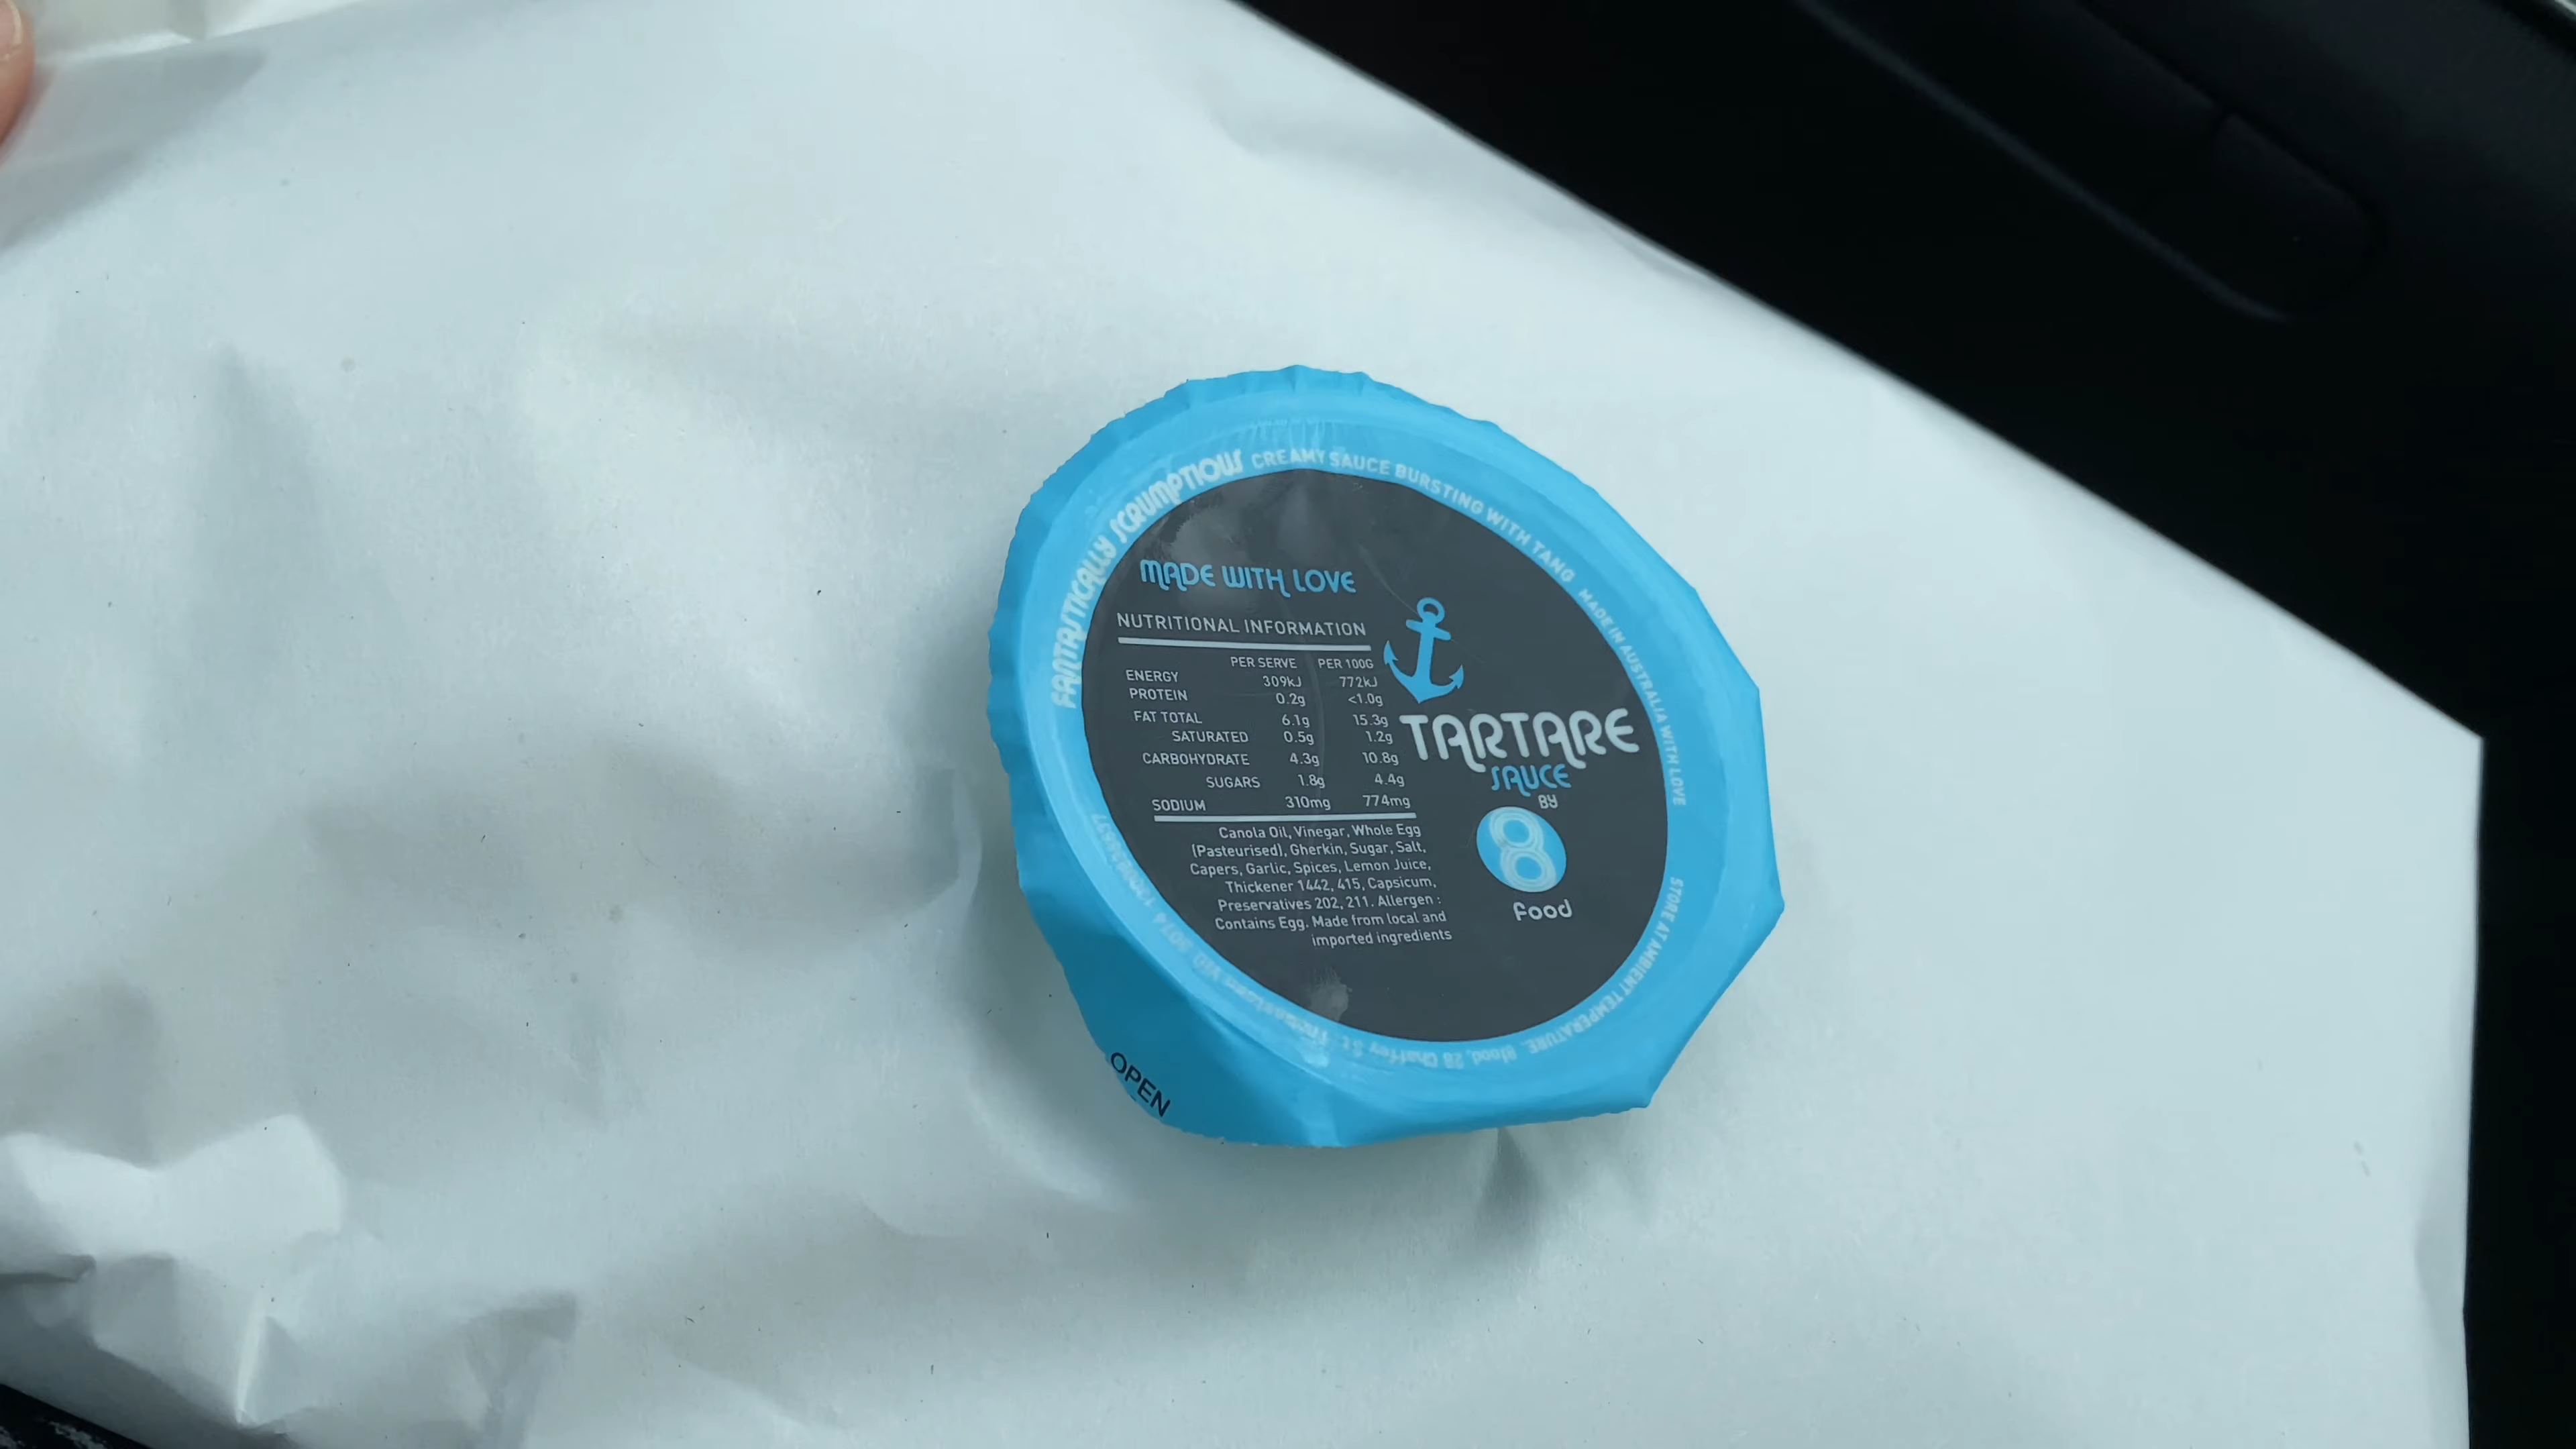 FANTASTICALLY SCRUMPTIOUS CREAMY SAUCE BURSTING WITH TANG MADE IN AUSTRALIA WITH LOVE
MADE WITH LOVE
NUTRITIONAL INFORMATION
PER SERVE PER 100G
ENERGY 309kJ 772kJ
PROTEIN 0.2g <1.0g
FAT TOTAL 6.1g 15.3g
SATURATED 0.5g 1.2g
CARBOHYDRATE 4.3g 10.8g
SUGARS 1.8g 4.4g
SODIUM 310mg 774mg
Canola Oil, Vinegar, Whole Egg
(Pasteurised), Gherkin, Sugar, Salt,
Capers, Garlic, Spices, Lemon Juice,
Thickener 1442, 415, Capsicum,
Preservatives 202, 211. Allergen :
Contains Egg. Made from local and
imported ingredients
TARTARE
SAUCE
BY
8
food
STORE AT AMBIENT TEMPERATURE. 8food, 28 Chaffey St
OPEN